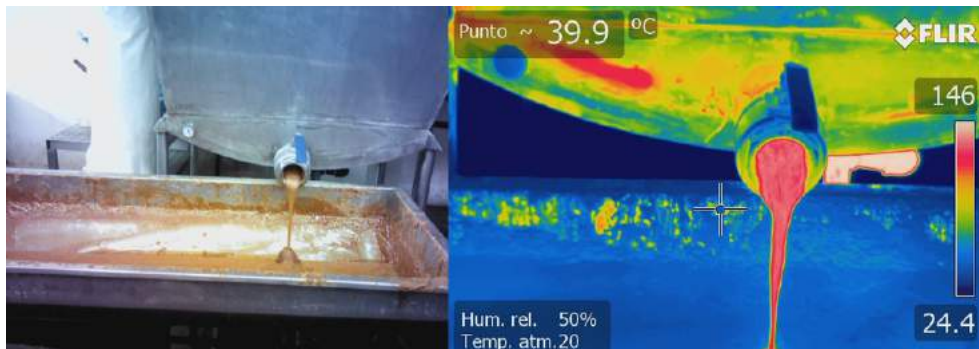 Punto ~ 39.9 ºC
FLIR
146
24.4
Hum. rel. 50%
Temp. atm.20